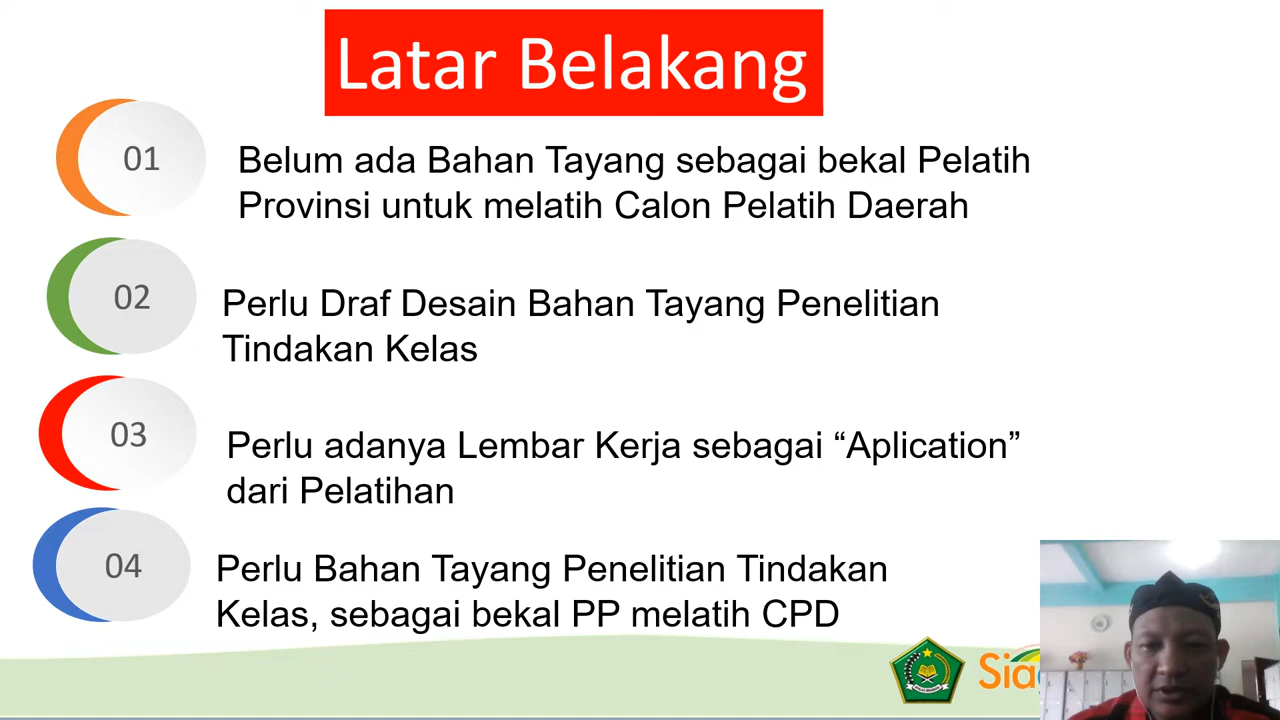 Latar Belakang
01
Belum ada Bahan Tayang sebagai bekal Pelatih
Provinsi untuk melatih Calon Pelatih Daerah
02
Perlu Draf Desain Bahan Tayang Penelitian
Tindakan Kelas
03
Perlu adanya Lembar Kerja sebagai “Aplication”
dari Pelatihan
04
Perlu Bahan Tayang Penelitian Tindakan
Kelas, sebagai bekal PP melatih CPD